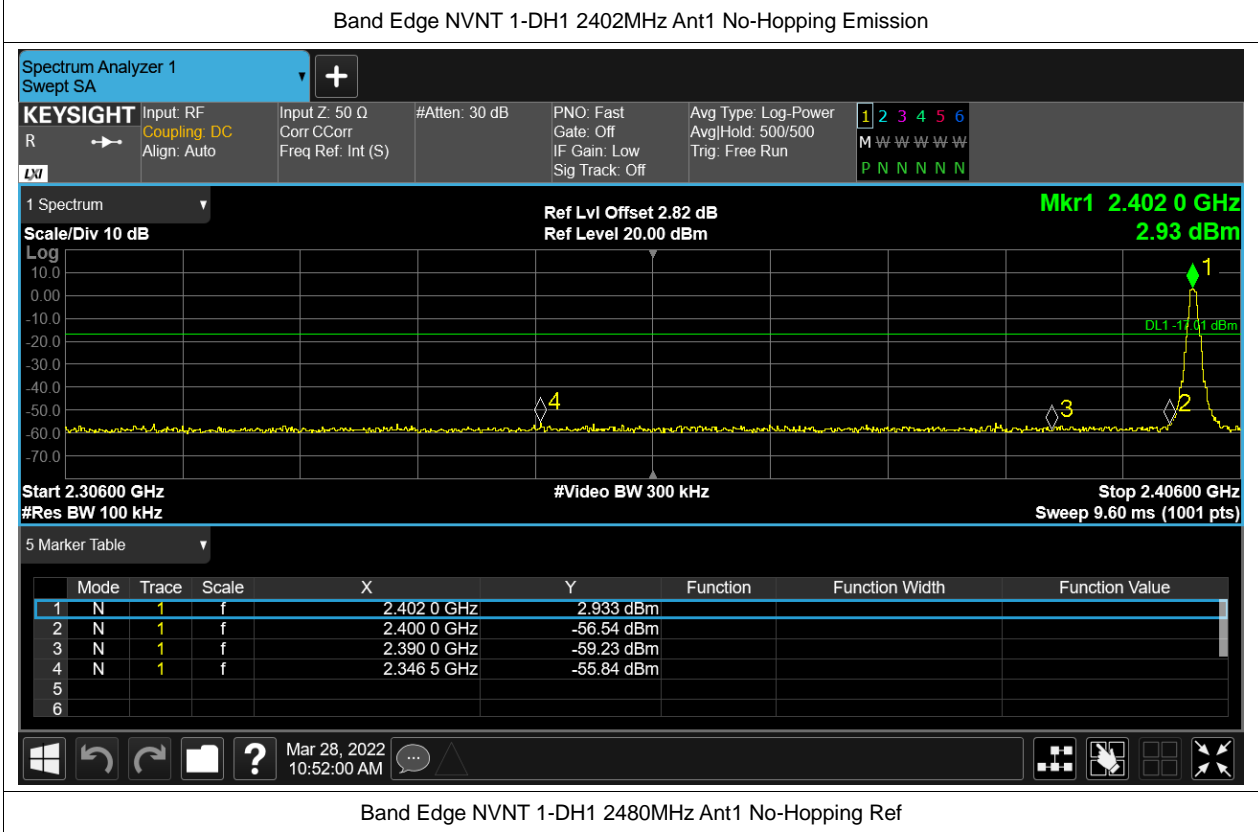 Band Edge NVNT 1-DH1 2402MHz Ant1 No-Hopping Emission
Spectrum Analyzer 1
Swept SA
▼
+
KEYSIGHT Input: RF Input Z: 50 Ω #Atten: 30 dB PNO: Fast Avg Type: Log-Power 1 2 3 4 5 6
R Coupling: DC Corr CCorr Gate: Off Avg|Hold: 500/500 M W W W W W
Align: Auto Freq Ref: Int (S) IF Gain: Low Trig: Free Run
LXI Sig Track: Off P N N N N N
1 Spectrum ▼
Ref Lvl Offset 2.82 dB Mkr1 2.402 0 GHz
Scale/Div 10 dB Ref Level 20.00 dBm 2.93 dBm
Log
10.0
0.00
-10.0
-20.0
-30.0
-40.0
-50.0
-60.0
-70.0
1
DL1 -17.01 dBm
4
3
2
Start 2.30600 GHz #Video BW 300 kHz Stop 2.40600 GHz
#Res BW 100 kHz Sweep 9.60 ms (1001 pts)
5 Marker Table ▼
Mode Trace Scale X Y Function Function Width Function Value
1 N 1 f 2.402 0 GHz 2.933 dBm
2 N 1 f 2.400 0 GHz -56.54 dBm
3 N 1 f 2.390 0 GHz -59.23 dBm
4 N 1 f 2.346 5 GHz -55.84 dBm
5
6
? Mar 28, 2022
10:52:00 AM
Band Edge NVNT 1-DH1 2480MHz Ant1 No-Hopping Ref